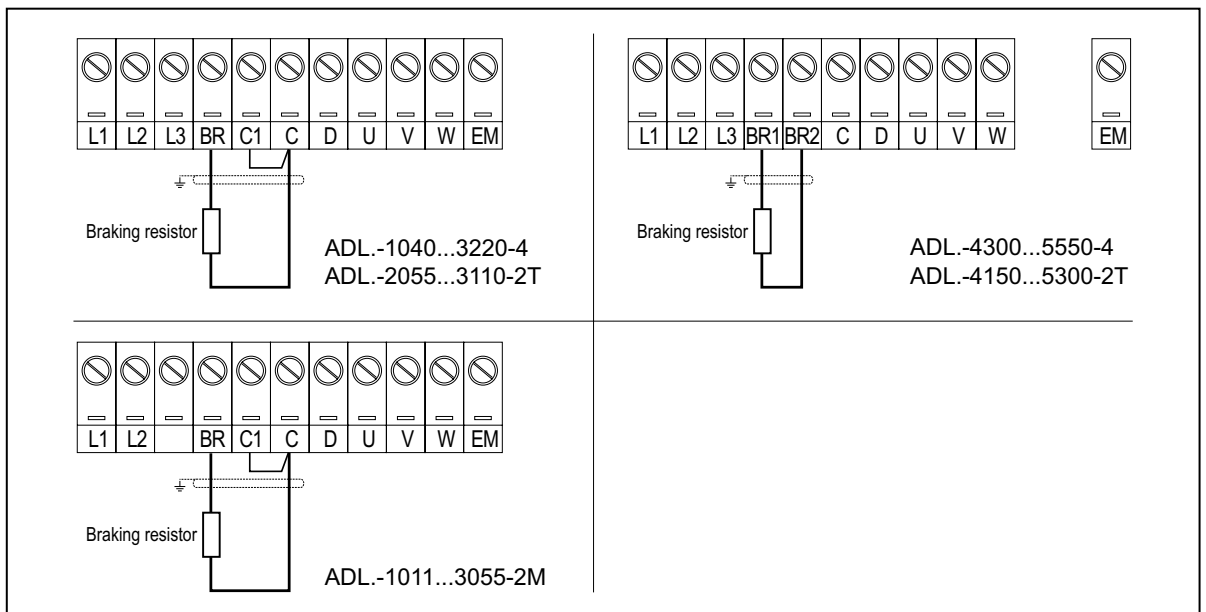 L1 L2 L3 BR C1 C D U V W EM
Braking resistor
ADL.-1040...3220-4
ADL.-2055...3110-2T
L1 L2 L3 BR1 BR2 C D U V W EM
Braking resistor
ADL.-4300...5550-4
ADL.-4150...5300-2T
L1 L2 BR C1 C D U V W EM
Braking resistor
ADL.-1011...3055-2M